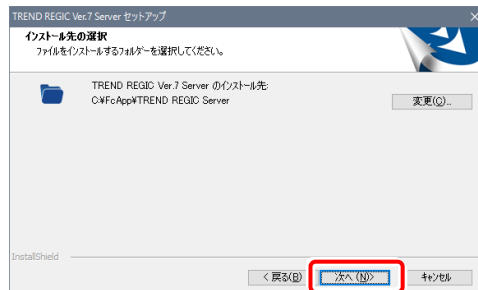 TREND REGIC Ver.7 Server セットアップ
インストール先の選択
ファイルをインストールするフォルダーを選択してください。
TREND REGIC Ver.7 Server のインストール先:
C:¥FcApp¥TREND REGIC Server
変更(C)...
InstallShield
< 戻る(B)
次へ (N)>
キャンセル